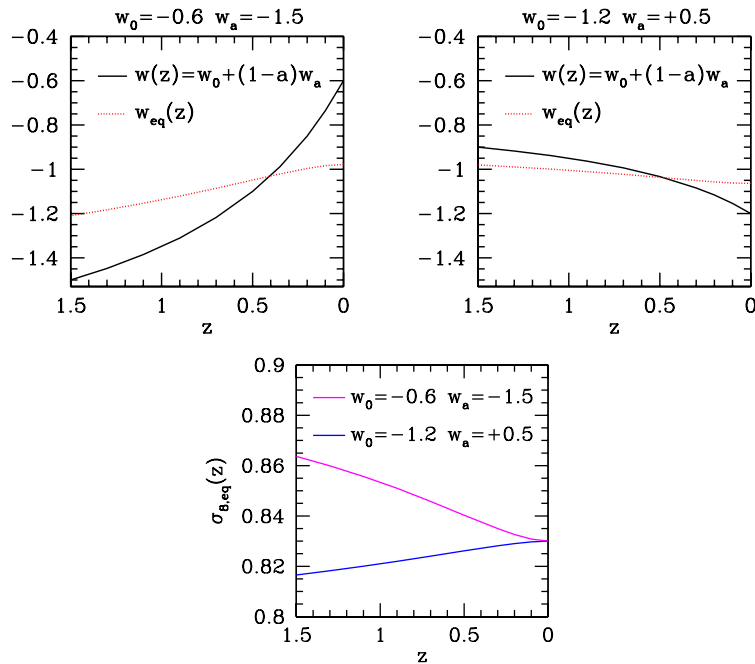 w₀=−0.6 wₐ=−1.5
−0.4
−0.6
−0.8
−1
−1.2
−1.4
w(z)=w₀+(1−a)wₐ
w_eq(z)
1.5 1 0.5 0
z
w₀=−1.2 wₐ=+0.5
−0.4
−0.6
−0.8
−1
−1.2
−1.4
w(z)=w₀+(1−a)wₐ
w_eq(z)
1.5 1 0.5 0
z
σ_8,eq(z)
0.9
0.88
0.86
0.84
0.82
0.8
w₀=−0.6 wₐ=−1.5
w₀=−1.2 wₐ=+0.5
1.5 1 0.5 0
z